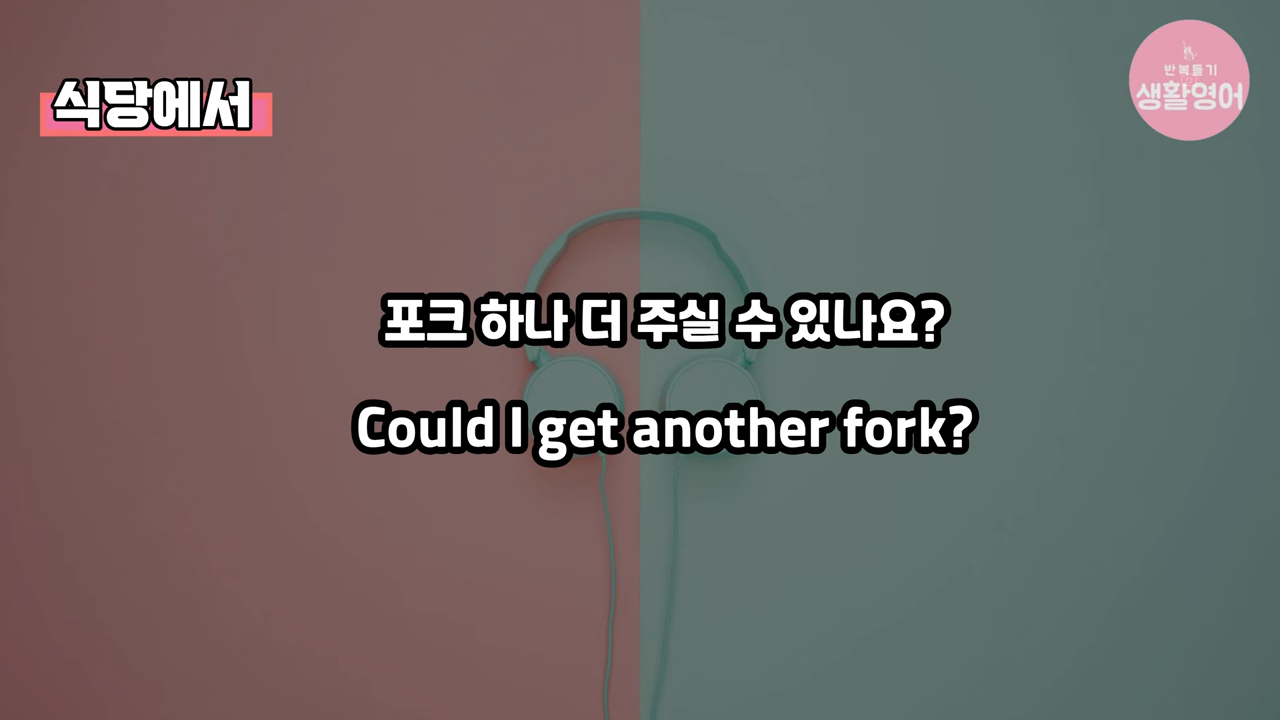 식당에서
반복듣기
생활영어
포크 하나 더 주실 수 있나요?
Could I get another fork?